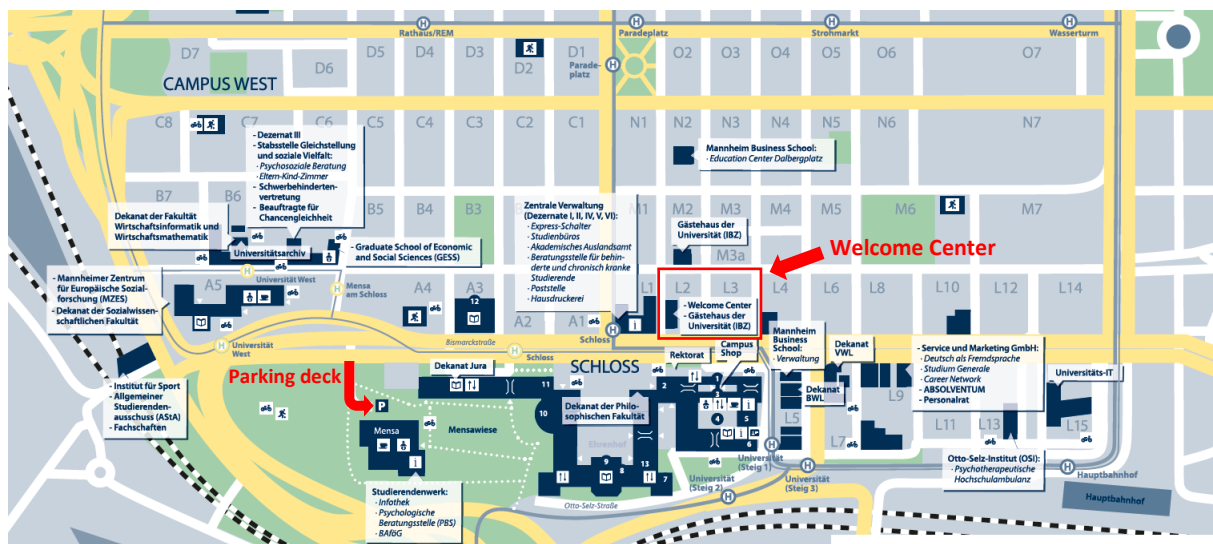 Rathaus/REM
Paradeplatz
Strohmarkt
Wasserturm
D7
D6
D5
D4
D3
D2
D1
Parade-
platz
O2
O3
O4
O5
O6
O7
CAMPUS WEST
C8
C7
C6
C5
C4
C3
C2
C1
N1
N2
N3
N4
N5
N6
- Dezernat III
- Stabsstelle Gleichstellung
und soziale Vielfalt:
· Psychosoziale Beratung
· Eltern-Kind-Zimmer
- Schwerbehinderten-
vertretung
- Beauftragte für
Chancengleichheit
Mannheim Business School:
· Education Center Dalbergplatz
B7
B6
B5
B4
B3
M1
M2
M3
M4
M5
M6
M7
M3a
Dekanat der Fakultät
Wirtschaftsinformatik und
Wirtschaftsmathematik
Universitätsarchiv
- Graduate School of Economic
and Social Sciences (GESS)
Zentrale Verwaltung
(Dezernate I, II, IV, V, VI):
· Express-Schalter
· Studienbüros
· Akademisches Auslandsamt
· Beratungsstelle für behin-
derte und chronisch kranke
Studierende
· Poststelle
· Hausdruckerei
Gästehaus der
Universität (IBZ)
Welcome Center
- Mannheimer Zentrum
für Europäische Sozial-
forschung (MZES)
- Dekanat der Sozialwissen-
schaftlichen Fakultät
Universität West
Mensa
am Schloss
A5
A4
A3
12
A2
A1
L1
L2
L3
L4
L6
L8
L10
L12
L14
- Welcome Center
- Gästehaus der
Universität (IBZ)
Schloss
Bismarckstraße
Universität
West
Schloss
SCHLOSS
Rektorat
Campus
Shop
Mannheim
Business
School:
· Verwaltung
Dekanat
VWL
Dekanat
BWL
- Service und Marketing GmbH:
· Deutsch als Fremdsprache
· Studium Generale
· Career Network
- ABSOLVENTUM
- Personalrat
Universitäts-IT
Parking deck
P
Dekanat Jura
11
2
1
3
4
5
6
10
Dekanat der Philo-
sophischen Fakultät
Ehrenhof
9
8
13
7
L5
L7
L9
L11
L13
L15
- Institut für Sport
- Allgemeiner
Studierenden-
ausschuss (AStA)
- Fachschaften
Mensa
Mensawiese
Studierendenwerk:
· Infothek
· Psychologische
Beratungsstelle (PBS)
· BAföG
Otto-Selz-Straße
Universität
(Steig 1)
Universität
(Steig 2)
Universität
(Steig 3)
Otto-Selz-Institut (OSI):
· Psychotherapeutische
Hochschulambulanz
Hauptbahnhof
Hauptbahnhof